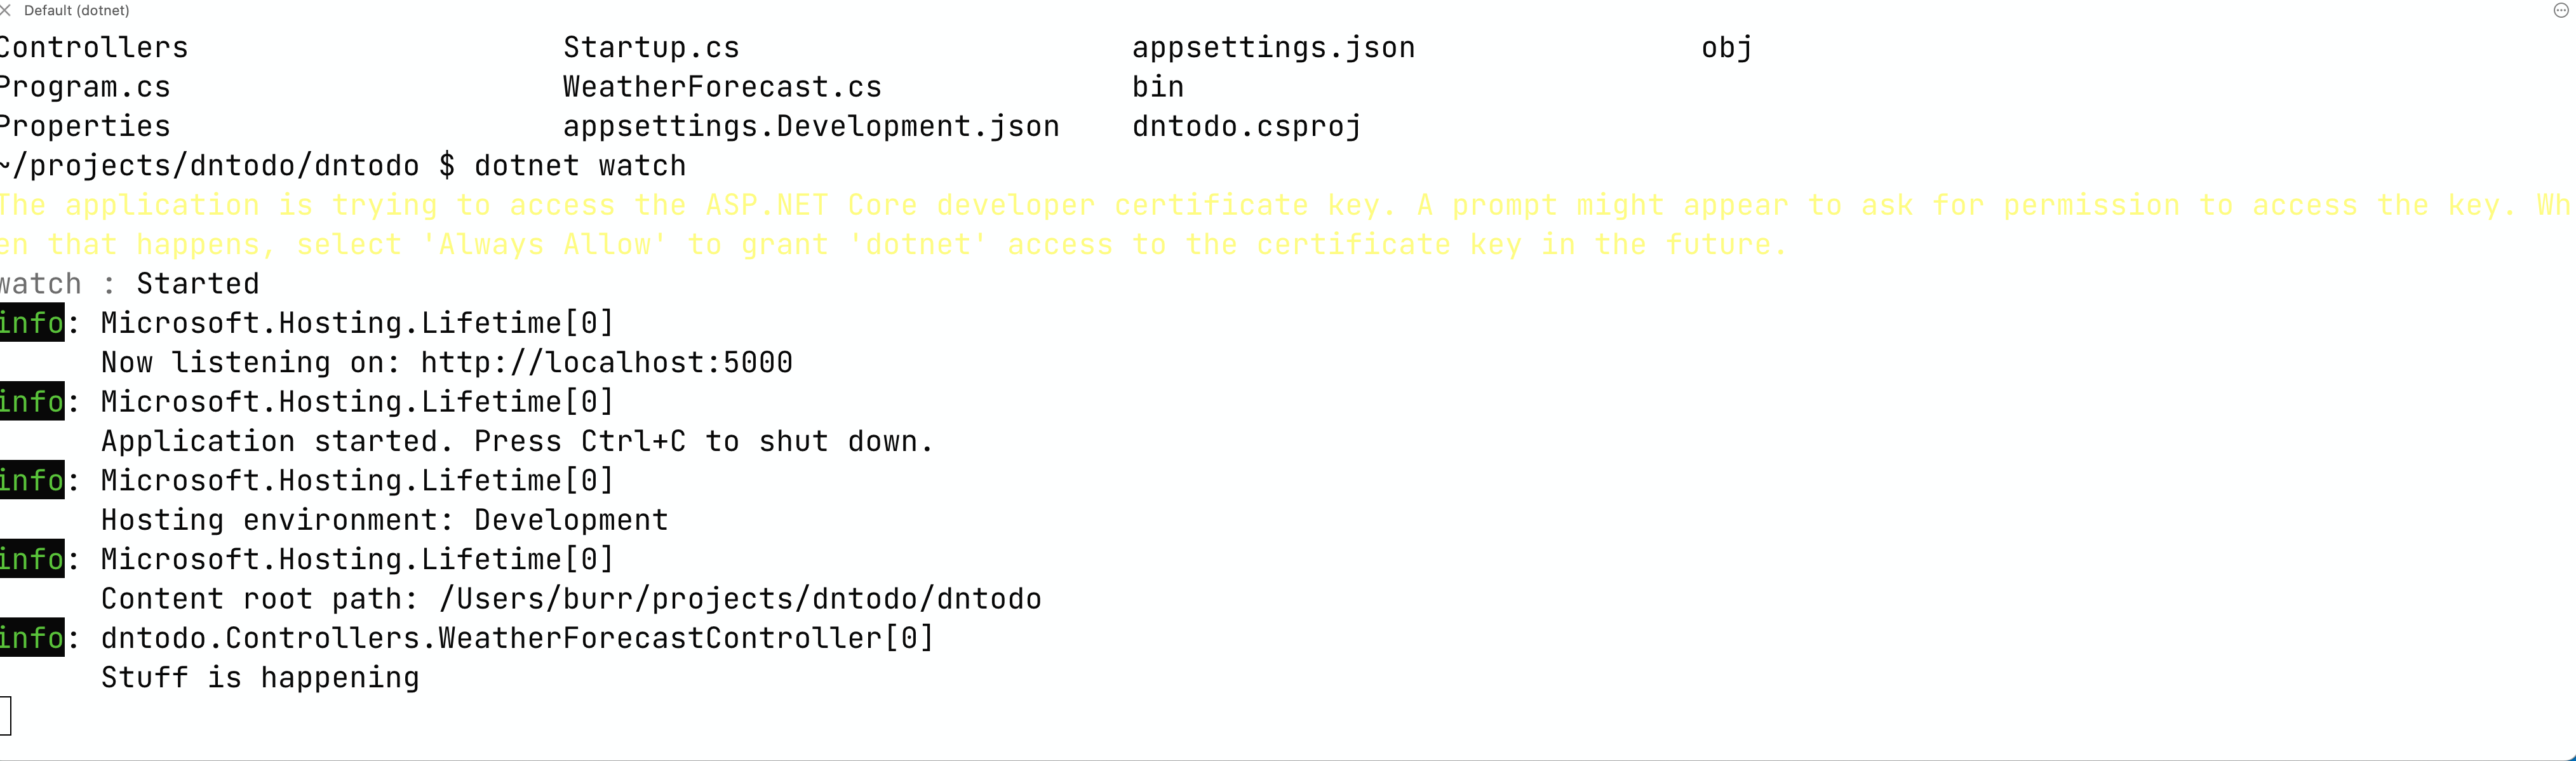 Default (dotnet)
Controllers Startup.cs appsettings.json obj
Program.cs WeatherForecast.cs bin
Properties appsettings.Development.json dntodo.csproj
~/projects/dntodo/dntodo $ dotnet watch
The application is trying to access the ASP.NET Core developer certificate key. A prompt might appear to ask for permission to access the key. Wh
en that happens, select 'Always Allow' to grant 'dotnet' access to the certificate key in the future.
watch : Started
info: Microsoft.Hosting.Lifetime[0]
Now listening on: http://localhost:5000
info: Microsoft.Hosting.Lifetime[0]
Application started. Press Ctrl+C to shut down.
info: Microsoft.Hosting.Lifetime[0]
Hosting environment: Development
info: Microsoft.Hosting.Lifetime[0]
Content root path: /Users/burr/projects/dntodo/dntodo
info: dntodo.Controllers.WeatherForecastController[0]
Stuff is happening